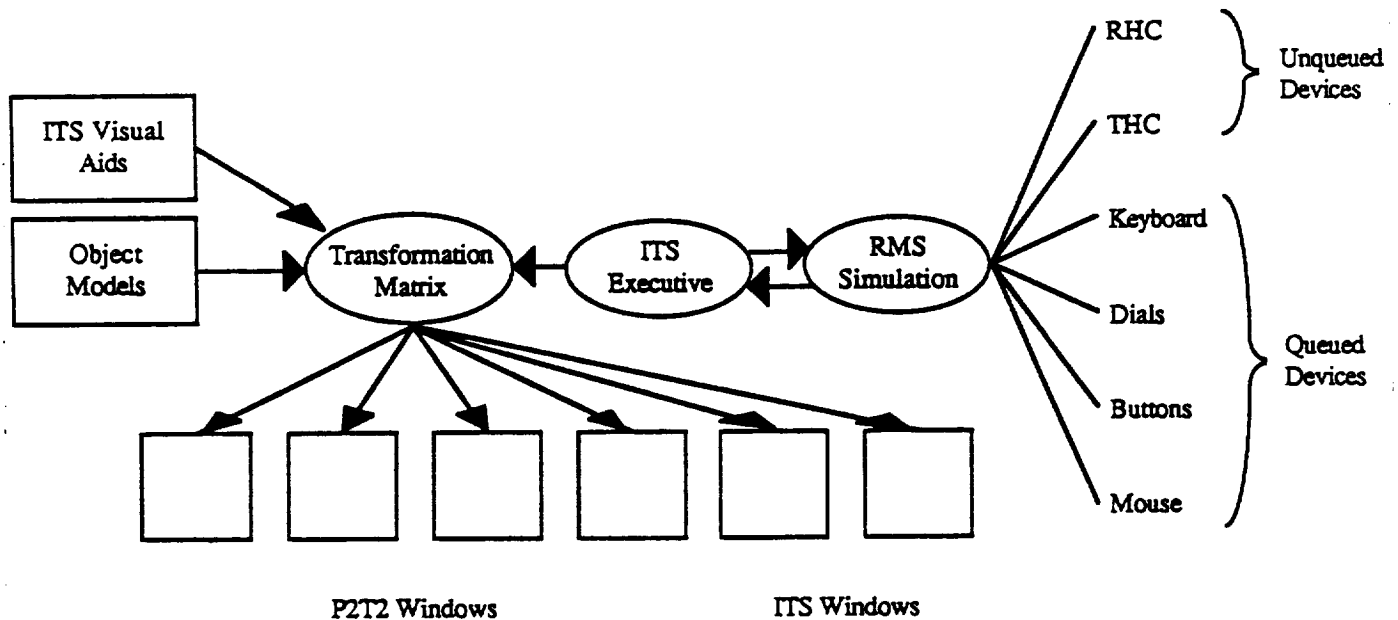 RHC
Unqueued
Devices
THC
ITS Visual
Aids
Keyboard
Object
Models
Transformation
Matrix
ITS
Executive
RMS
Simulation
Dials
Queued
Devices
Buttons
Mouse
P2T2 Windows
ITS Windows